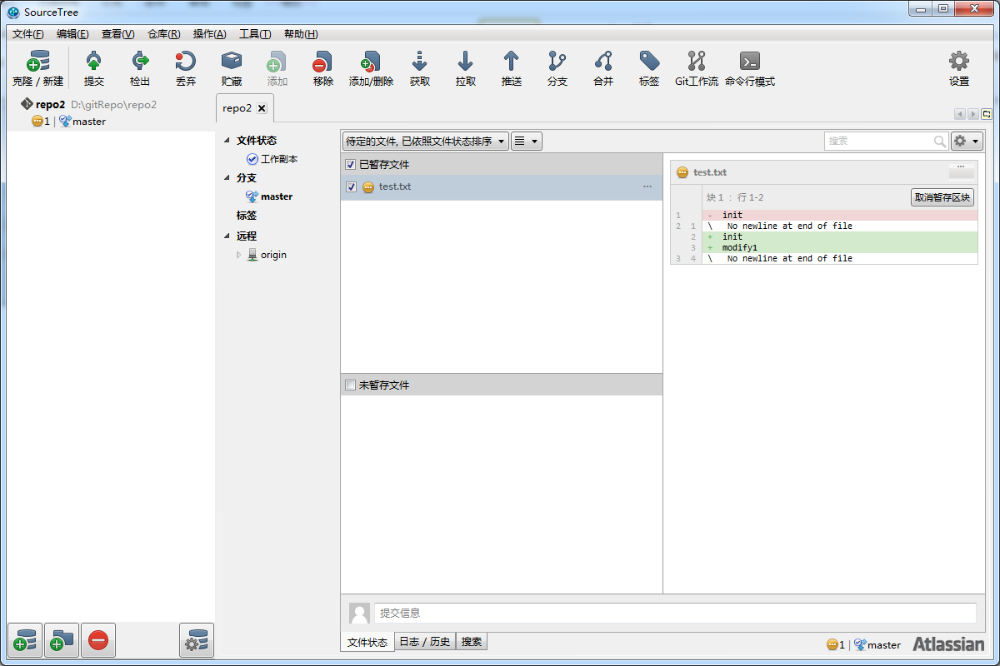 SourceTree
文件(F) 编辑(E) 查看(V) 仓库(R) 操作(A) 工具(T) 帮助(H)
克隆 / 新建 提交 检出 丢弃 贮藏 添加 移除 添加/删除 获取 拉取 推送 分支 合并 标签 Git工作流 命令行模式 设置
repo2 D:\gitRepo\repo2
1 | master
repo2
文件状态
工作副本
分支
master
标签
远程
origin
待定的文件, 已依照文件状态排序
搜索
已暂存文件
test.txt
未暂存文件
test.txt
块 1 : 行 1-2 取消暂存区块
1 - init
2 1 \ No newline at end of file
2 + init
3 + modify1
3 4 \ No newline at end of file
提交信息
文件状态 日志 / 历史 搜索
1 | master Atlassian